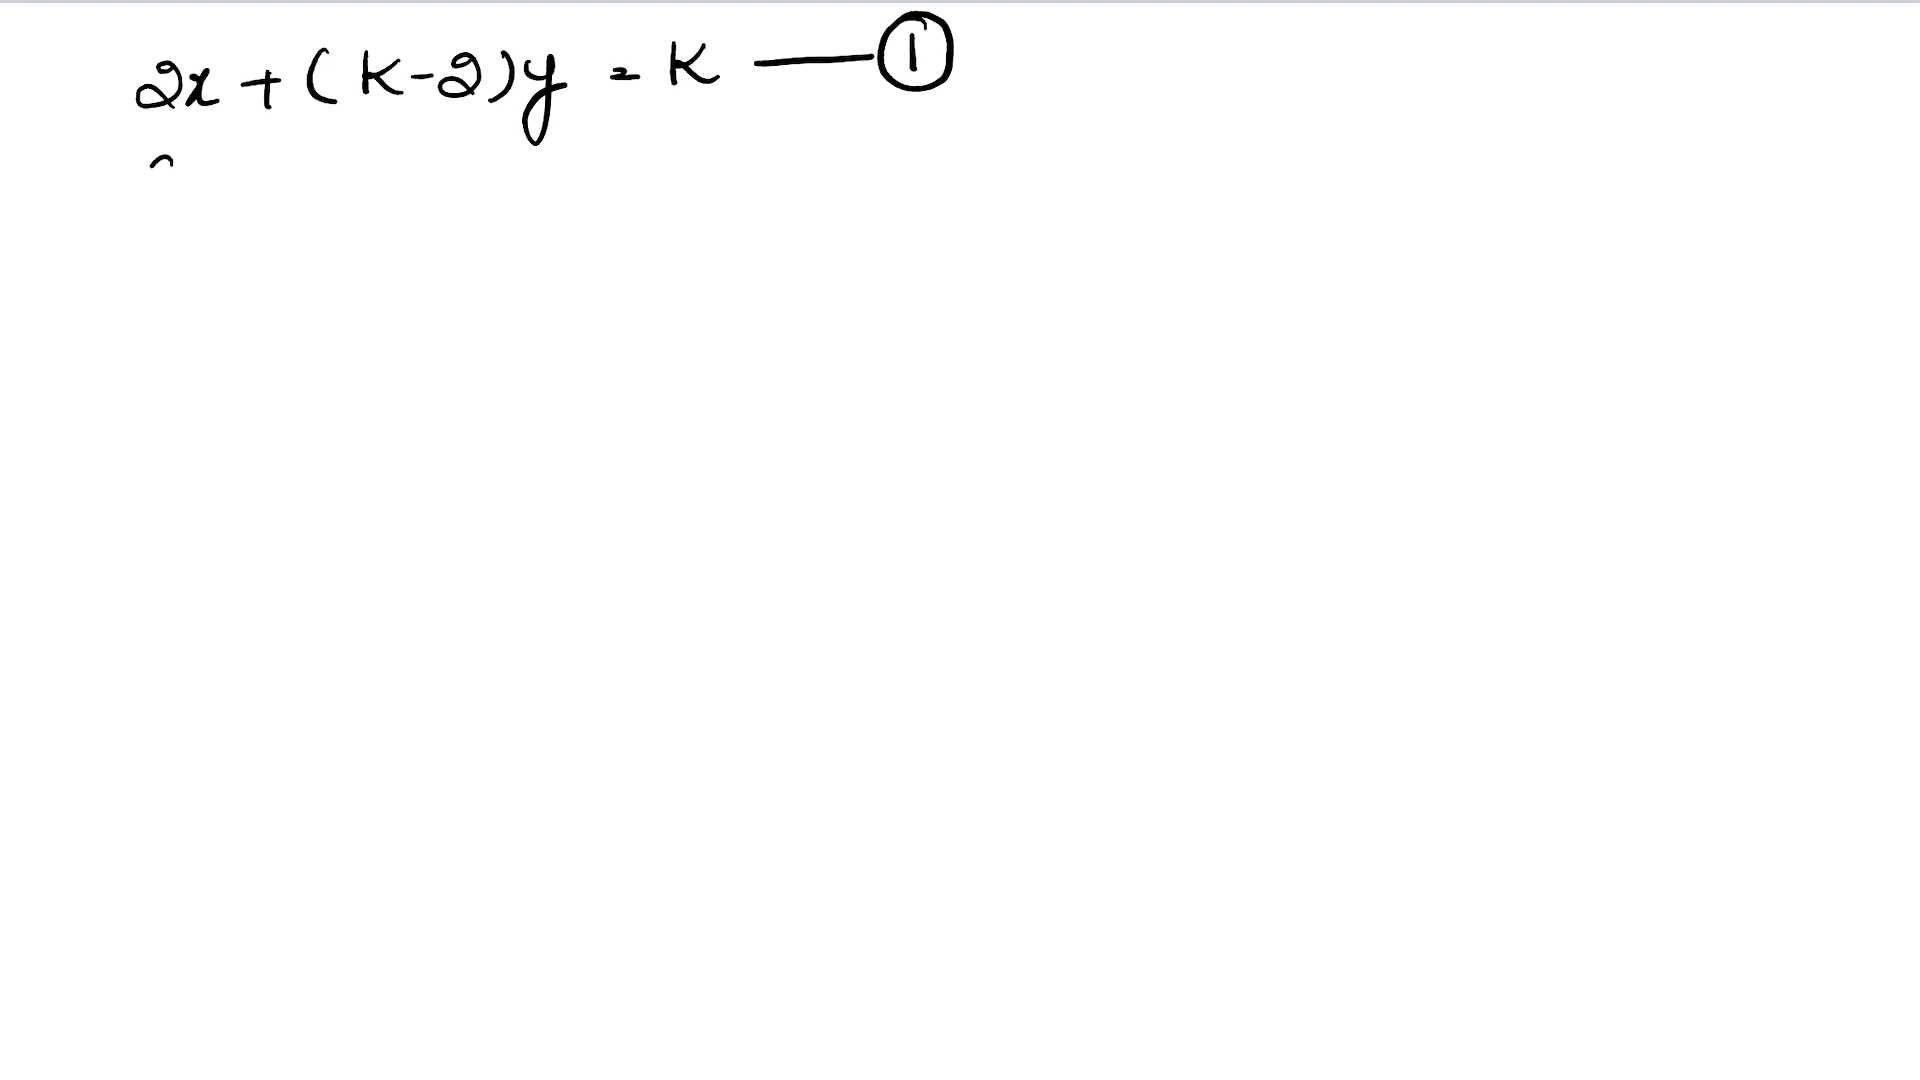 2x + (K-2)y = K —— ①